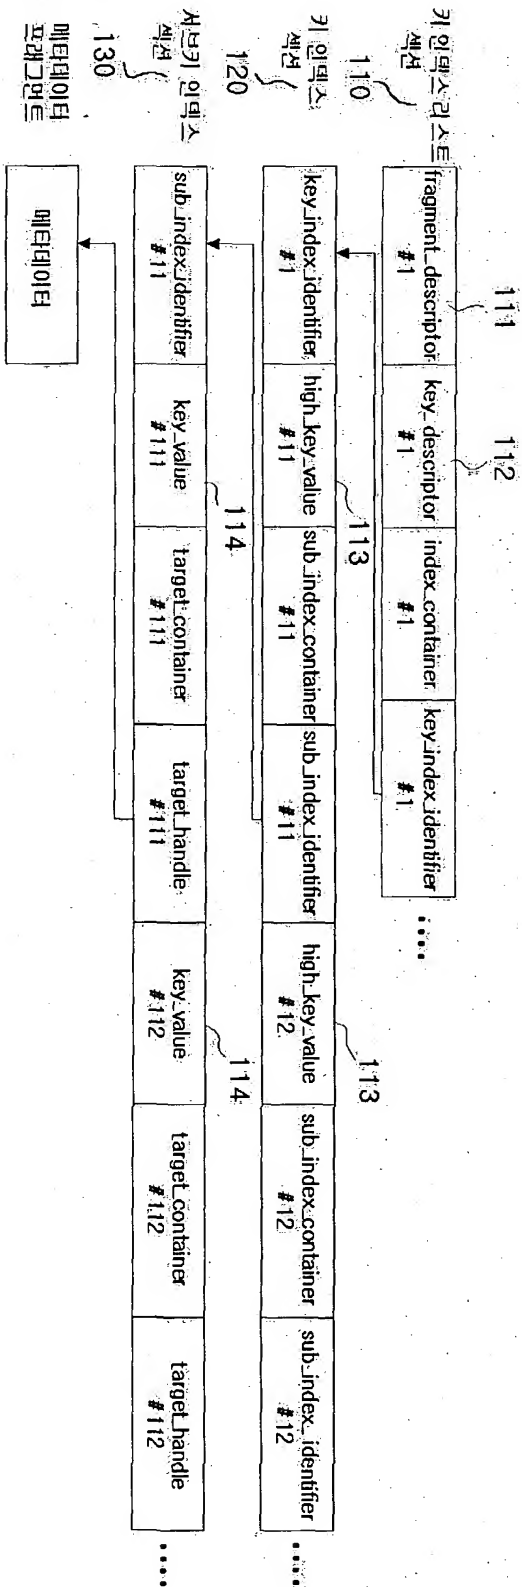 111
112
키 인덱스 리스트
섹션
110
fragment_descriptor
#1
key_descriptor
#1
index_container
#1
key_index_identifier
#1
....
113
113
키 인덱스
섹션
120
key_index_identifier
#1
high_key_value
#11
sub_index_container
#11
sub_index_identifier
#11
high_key_value
#12
sub_index_container
#12
sub_index_identifier
#12
....
114
114
서브키 인덱스
섹션
130
sub_index_identifier
#11
key_value
#111
target_container
#111
target_handle
#111
key_value
#112
target_container
#112
target_handle
#112
....
메타데이터
프래그먼트
메타데이터